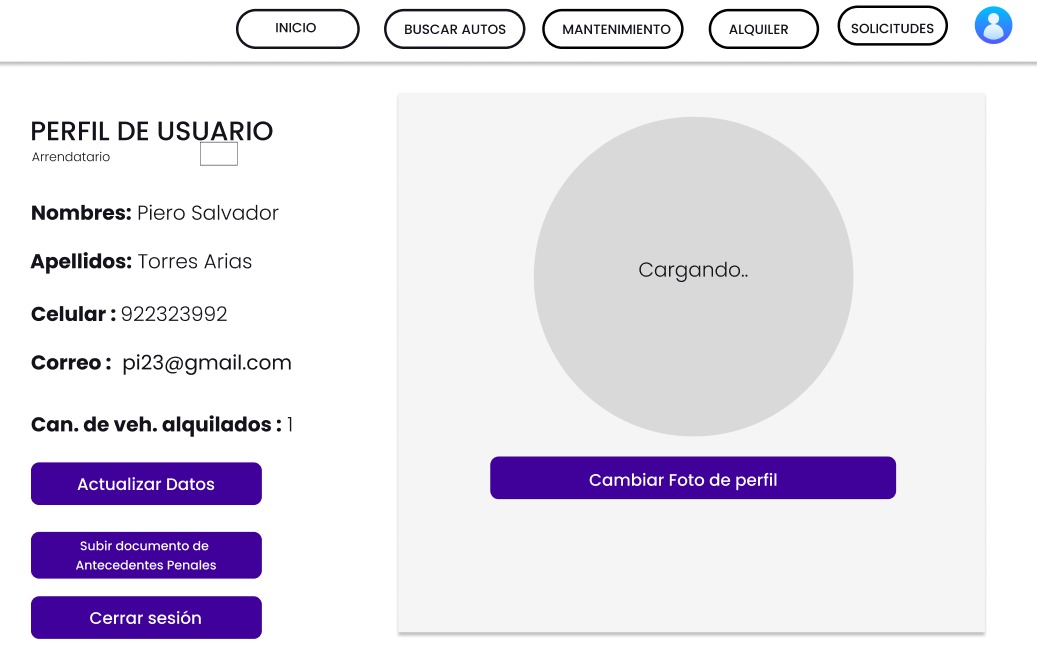 INICIO
BUSCAR AUTOS
MANTENIMIENTO
ALQUILER
SOLICITUDES
PERFIL DE USUARIO
Arrendatario
Nombres: Piero Salvador
Apellidos: Torres Arias
Celular : 922323992
Correo : pi23@gmail.com
Can. de veh. alquilados : 1
Actualizar Datos
Subir documento de
Antecedentes Penales
Cerrar sesión
Cargando..
Cambiar Foto de perfil